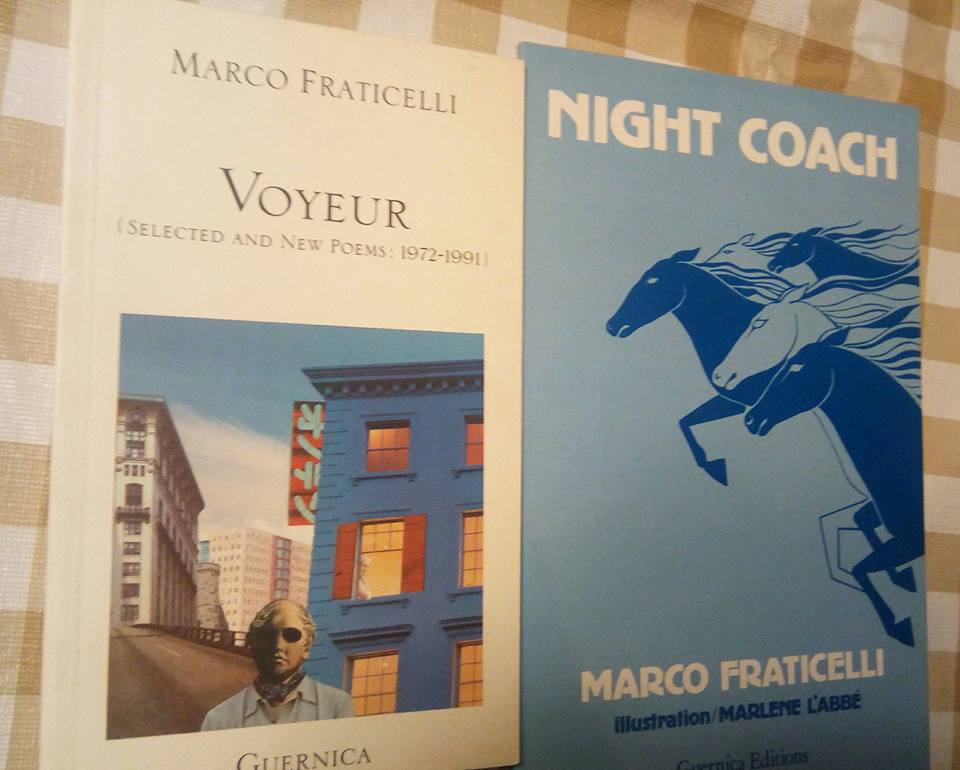 MARCO FRATICELLI
VOYEUR
(SELECTED AND NEW POEMS: 1972-1991)
GUERNICA
NIGHT COACH
MARCO FRATICELLI
illustration/MARLENE L'ABBÉ
Guernica Editions